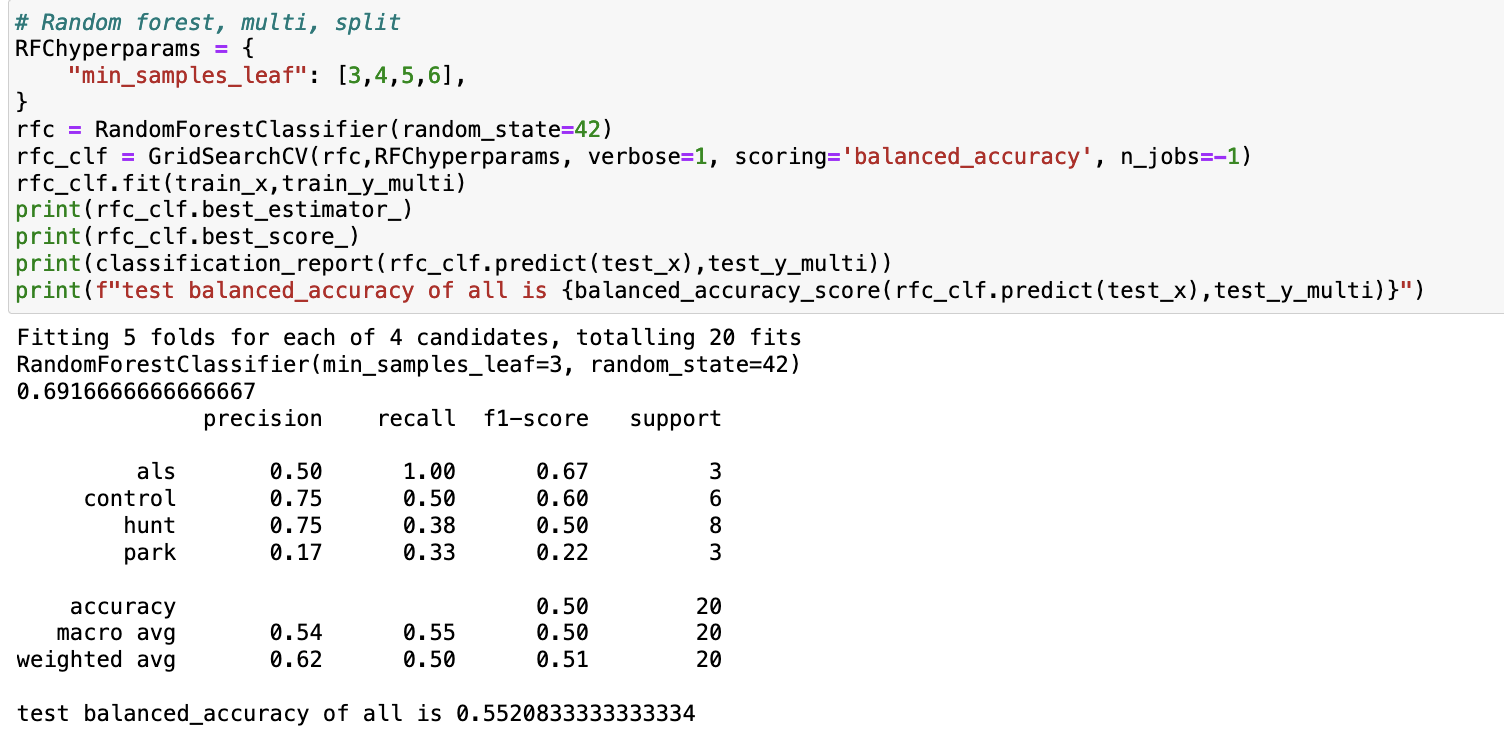 # Random forest, multi, split
RFChyperparams = {
    "min_samples_leaf": [3,4,5,6],
}
rfc = RandomForestClassifier(random_state=42)
rfc_clf = GridSearchCV(rfc,RFChyperparams, verbose=1, scoring='balanced_accuracy', n_jobs=-1)
rfc_clf.fit(train_x,train_y_multi)
print(rfc_clf.best_estimator_)
print(rfc_clf.best_score_)
print(classification_report(rfc_clf.predict(test_x),test_y_multi))
print(f"test balanced_accuracy of all is {balanced_accuracy_score(rfc_clf.predict(test_x),test_y_multi)}")
Fitting 5 folds for each of 4 candidates, totalling 20 fits
RandomForestClassifier(min_samples_leaf=3, random_state=42)
0.6916666666666667
              precision    recall  f1-score   support
         als       0.50      1.00      0.67         3
     control       0.75      0.50      0.60         6
        hunt       0.75      0.38      0.50         8
        park       0.17      0.33      0.22         3
    accuracy                           0.50        20
   macro avg       0.54      0.55      0.50        20
weighted avg       0.62      0.50      0.51        20
test balanced_accuracy of all is 0.5520833333333334